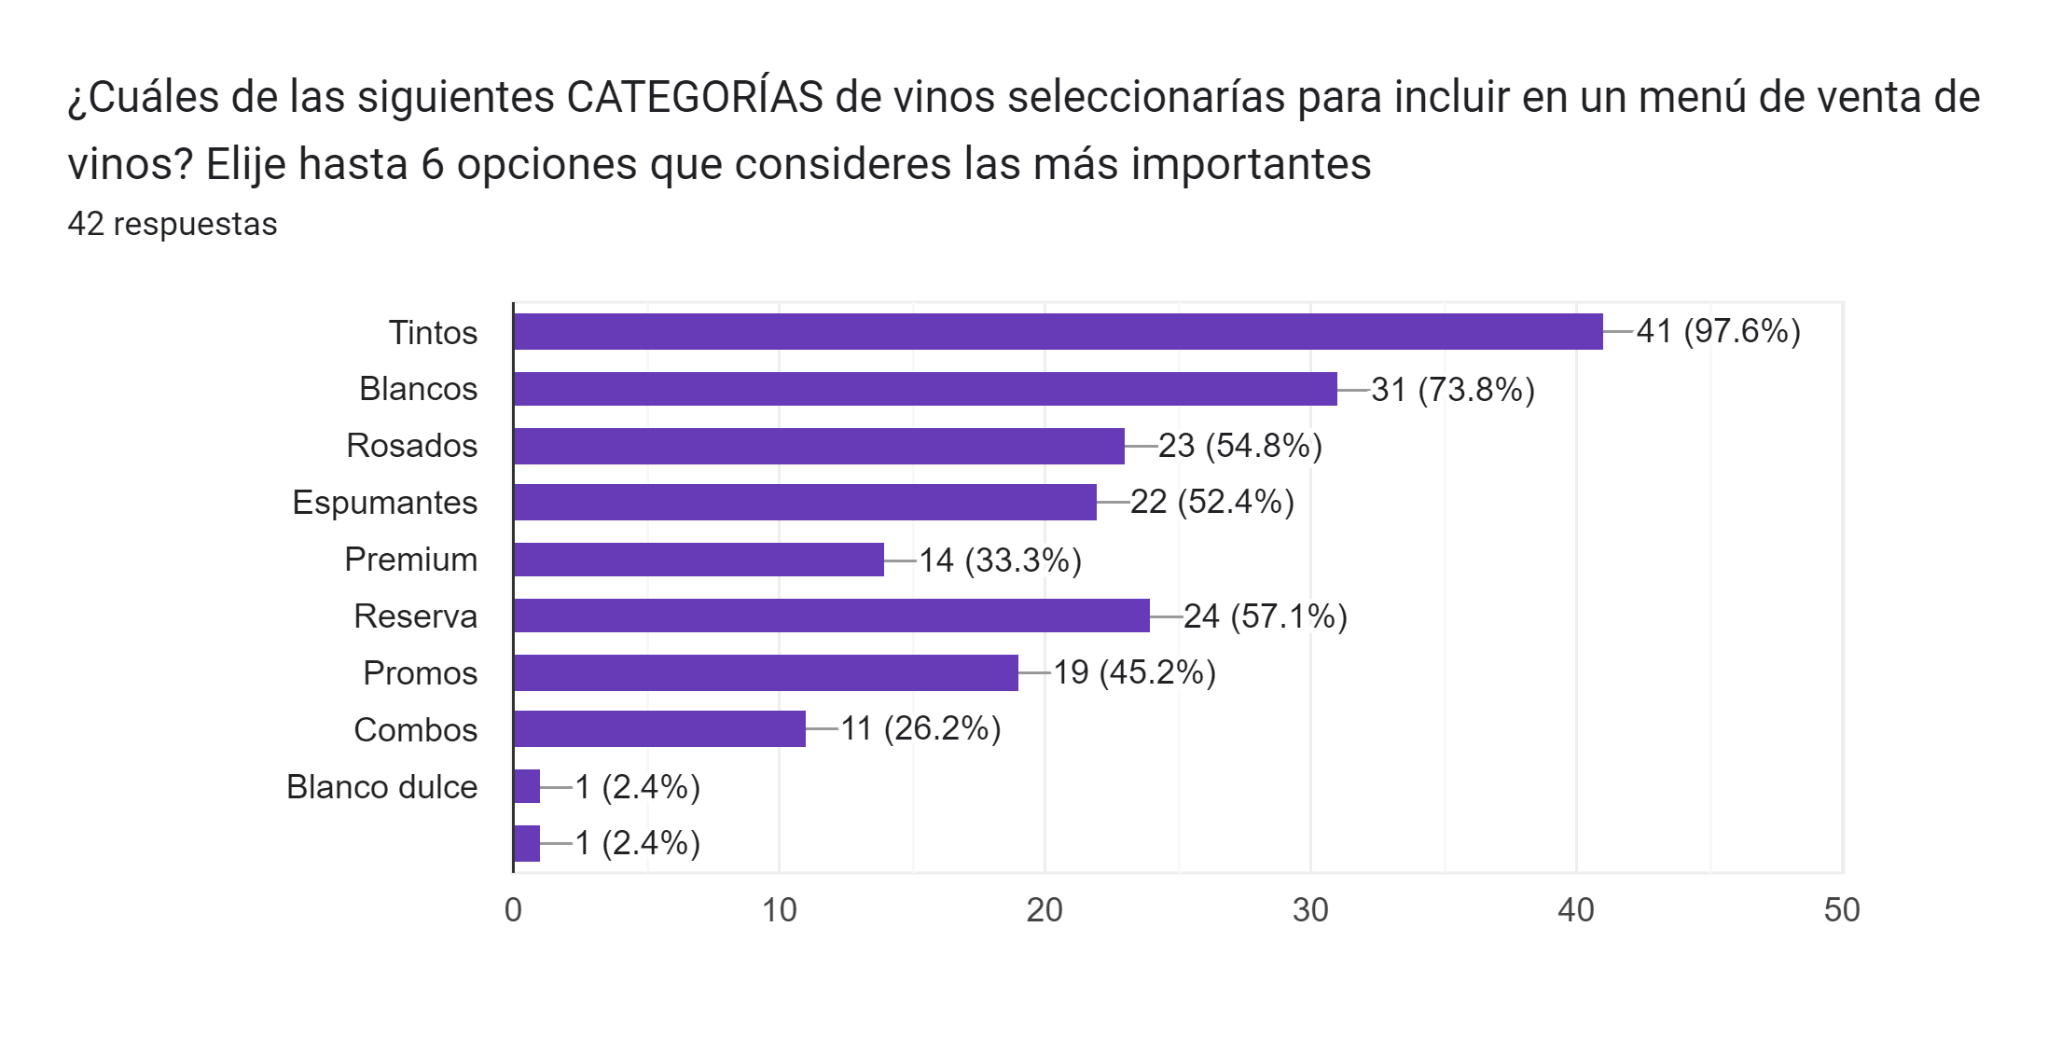 ¿Cuáles de las siguientes CATEGORÍAS de vinos seleccionarías para incluir en un menú de venta de
vinos? Elije hasta 6 opciones que consideres las más importantes
42 respuestas
Tintos 41 (97.6%)
Blancos 31 (73.8%)
Rosados 23 (54.8%)
Espumantes 22 (52.4%)
Premium 14 (33.3%)
Reserva 24 (57.1%)
Promos 19 (45.2%)
Combos 11 (26.2%)
Blanco dulce 1 (2.4%)
1 (2.4%)
0 10 20 30 40 50